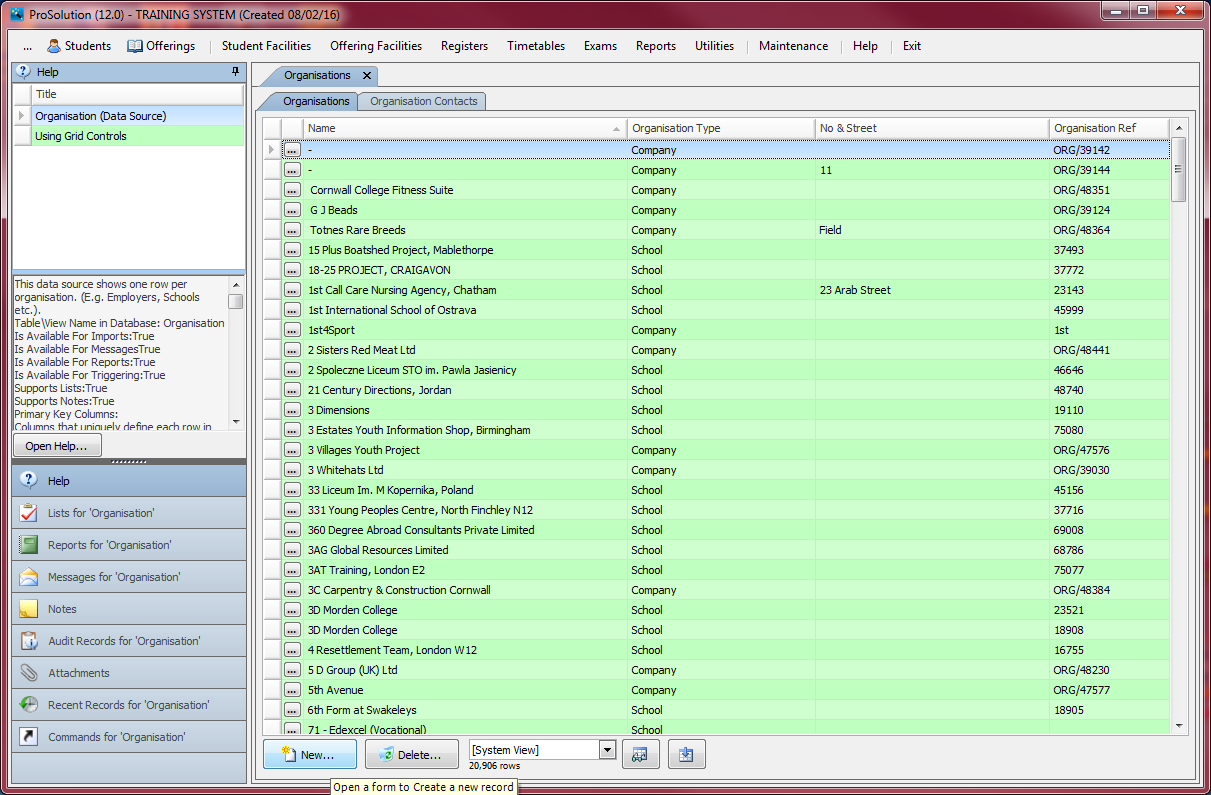 ProSolution (12.0) - TRAINING SYSTEM (Created 08/02/16)
... Students Offerings Student Facilities Offering Facilities Registers Timetables Exams Reports Utilities Maintenance Help Exit
Help
Title
Organisation (Data Source)
Using Grid Controls
This data source shows one row per
organisation. (E.g. Employers, Schools
etc.).
Table\View Name in Database: Organisation
Is Available For Imports:True
Is Available For MessagesTrue
Is Available For Reports:True
Is Available For Triggering:True
Supports Lists:True
Supports Notes:True
Primary Key Columns:
Columns that uniquely define each row in
Open Help...
Help
Lists for 'Organisation'
Reports for 'Organisation'
Messages for 'Organisation'
Notes
Audit Records for 'Organisation'
Attachments
Recent Records for 'Organisation'
Commands for 'Organisation'
Organisations
Organisations Organisation Contacts
Name Organisation Type No & Street Organisation Ref
... - Company ORG/39142
... - Company 11 ORG/39144
... Cornwall College Fitness Suite Company ORG/48351
... G J Beads Company ORG/39124
... Totnes Rare Breeds Company Field ORG/48364
... 15 Plus Boatshed Project, Mablethorpe School 37493
... 18-25 PROJECT, CRAIGAVON School 37772
... 1st Call Care Nursing Agency, Chatham School 23 Arab Street 23143
... 1st International School of Ostrava School 45999
... 1st4Sport Company 1st
... 2 Sisters Red Meat Ltd Company ORG/48441
... 2 Spoleczne Liceum STO im. Pawla Jasienicy School 46646
... 21 Century Directions, Jordan School 48740
... 3 Dimensions School 19110
... 3 Estates Youth Information Shop, Birmingham School 75080
... 3 Villages Youth Project Company ORG/47576
... 3 Whitehats Ltd Company ORG/39030
... 33 Liceum Im. M Kopernika, Poland School 45156
... 331 Young Peoples Centre, North Finchley N12 School 37716
... 360 Degree Abroad Consultants Private Limited School 69008
... 3AG Global Resources Limited School 68786
... 3AT Training, London E2 School 75077
... 3C Carpentry & Construction Cornwall Company ORG/48384
... 3D Morden College School 23521
... 3D Morden College School 18908
... 4 Resettlement Team, London W12 School 16755
... 5 D Group (UK) Ltd Company ORG/48230
... 5th Avenue Company ORG/47577
... 6th Form at Swakeleys School 18905
... 71 - Edexcel (Vocational) School
New... Delete... [System View]
20,906 rows
Open a form to Create a new record